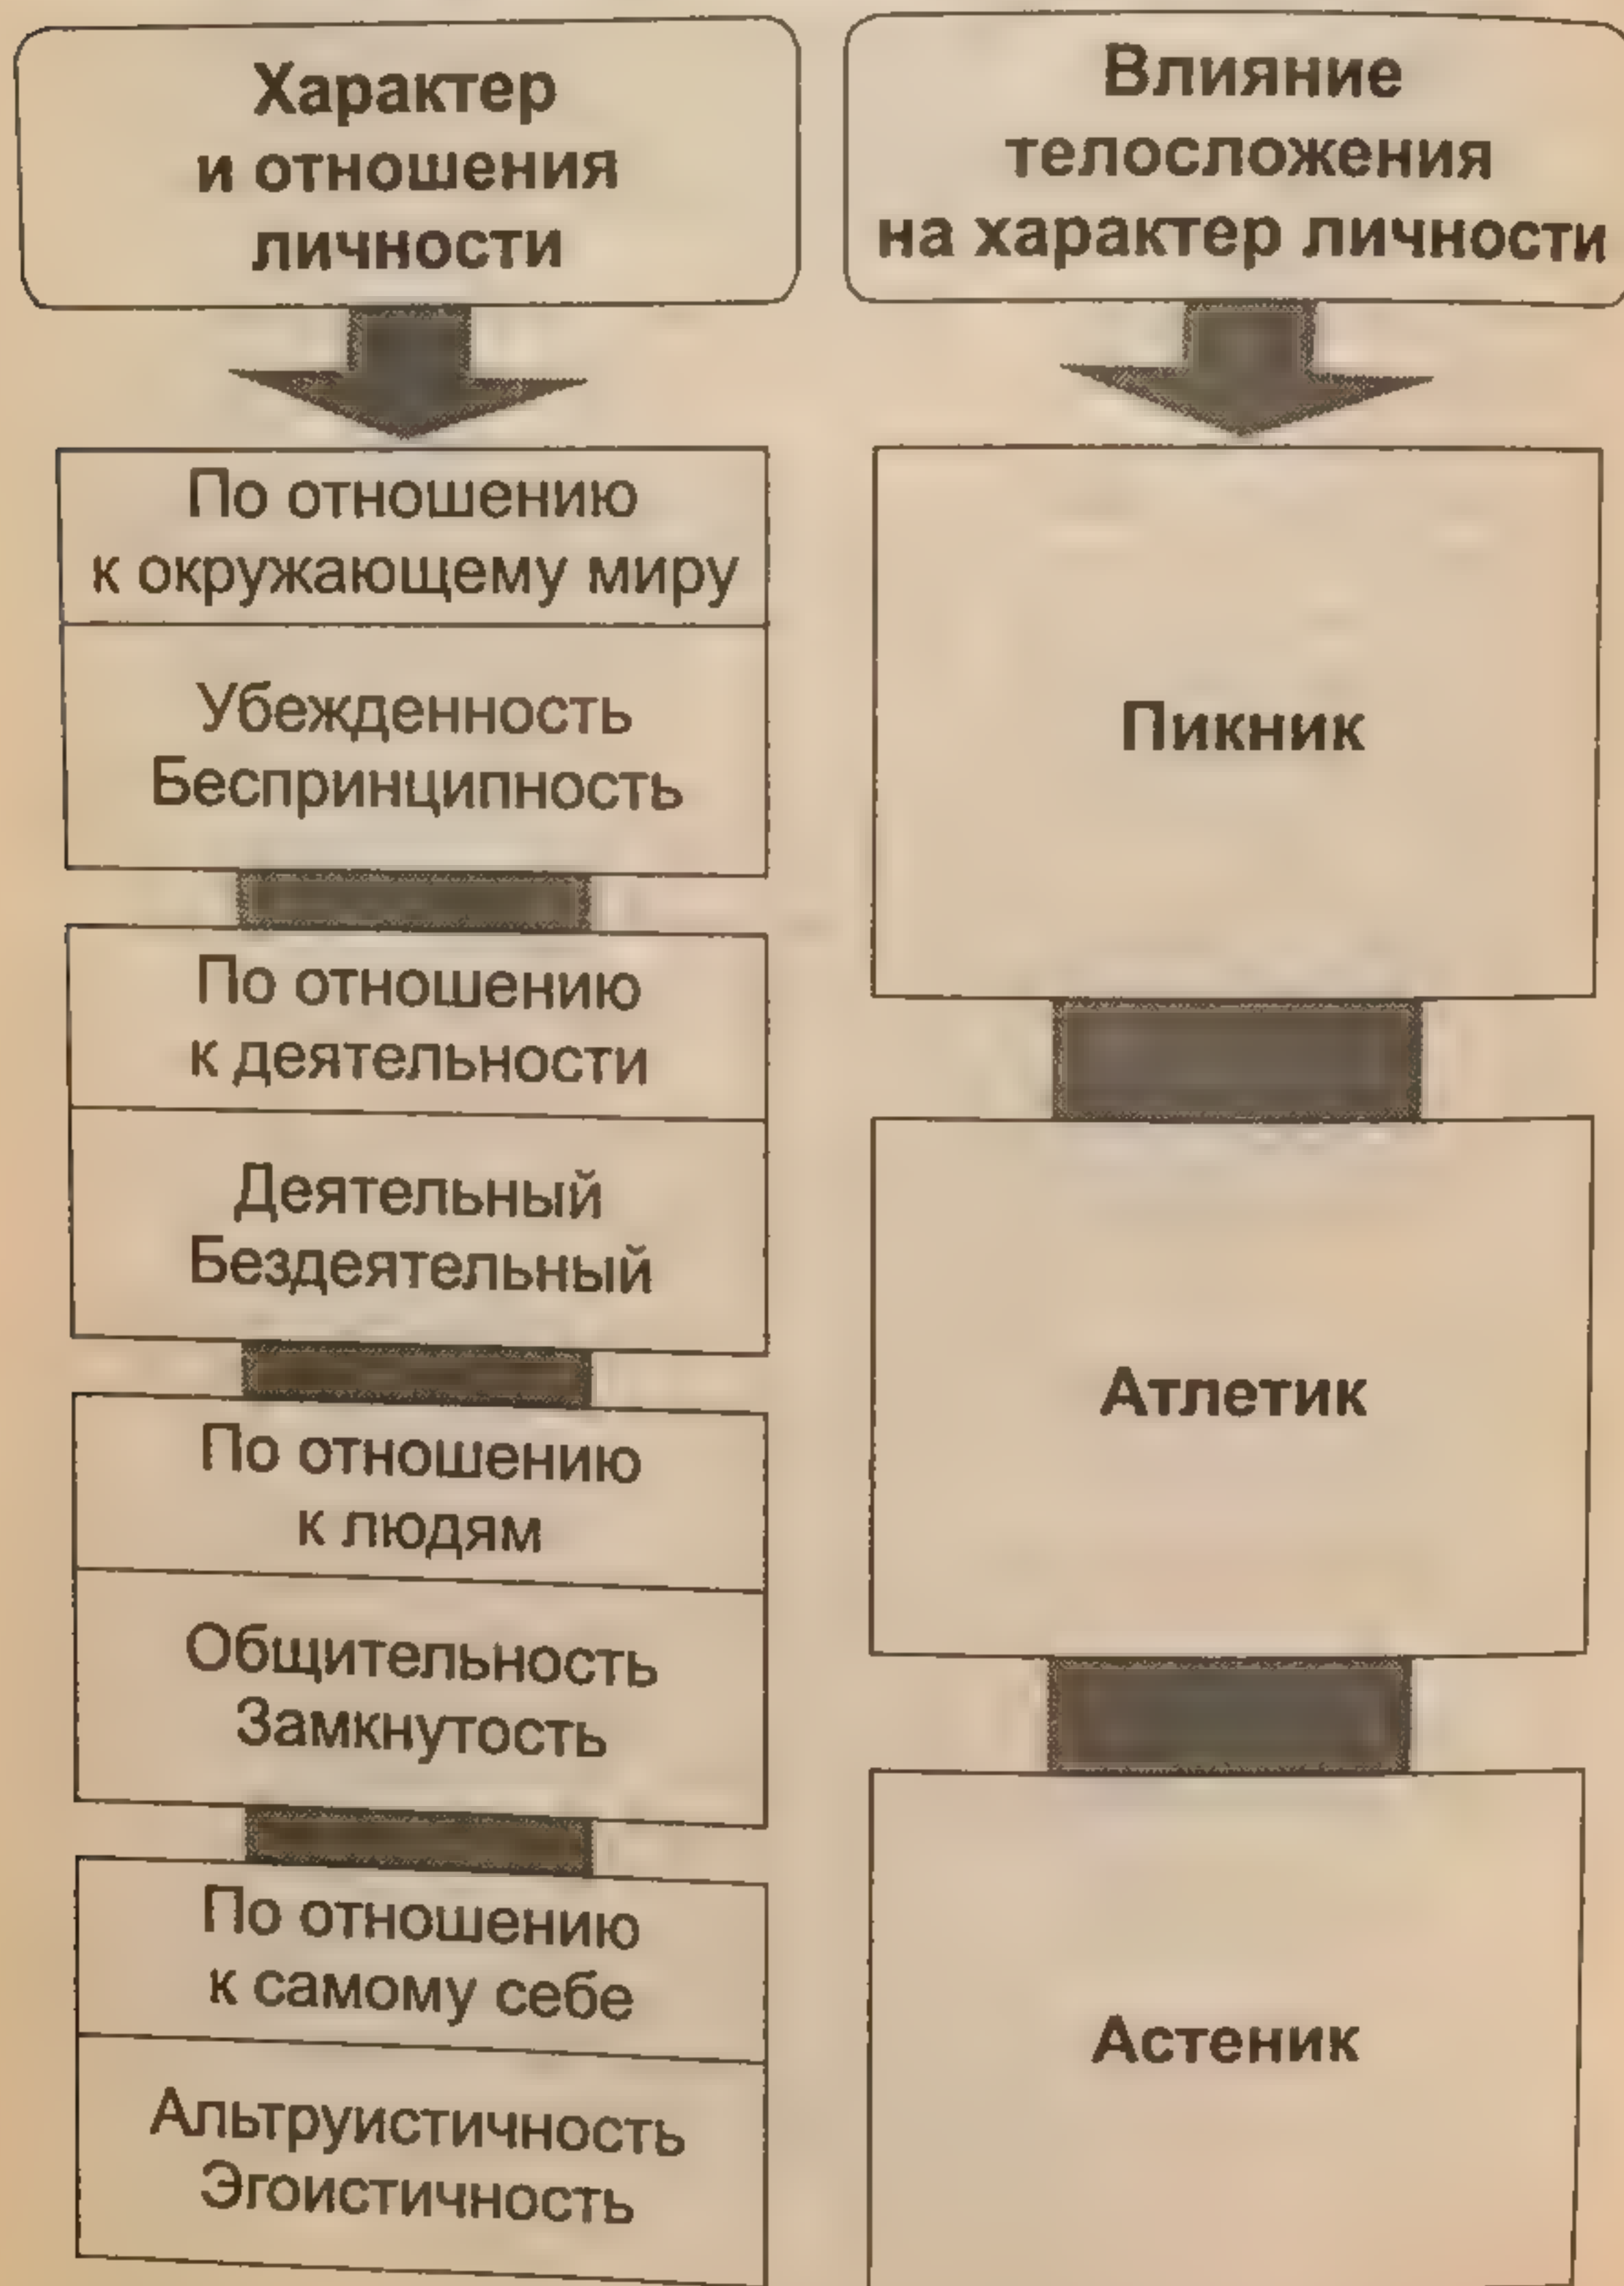 Характер
и отношения
личности
По отношению
к окружающему миру
Убежденность
Беспринципность
По отношению
к деятельности
Деятельный
Бездеятельный
По отношению
к людям
Общительность
Замкнутость
По отношению
к самому себе
Альтруистичность
Эгоистичность
Влияние
телосложения
на характер личности
Пикник
Атлетик
Астеник